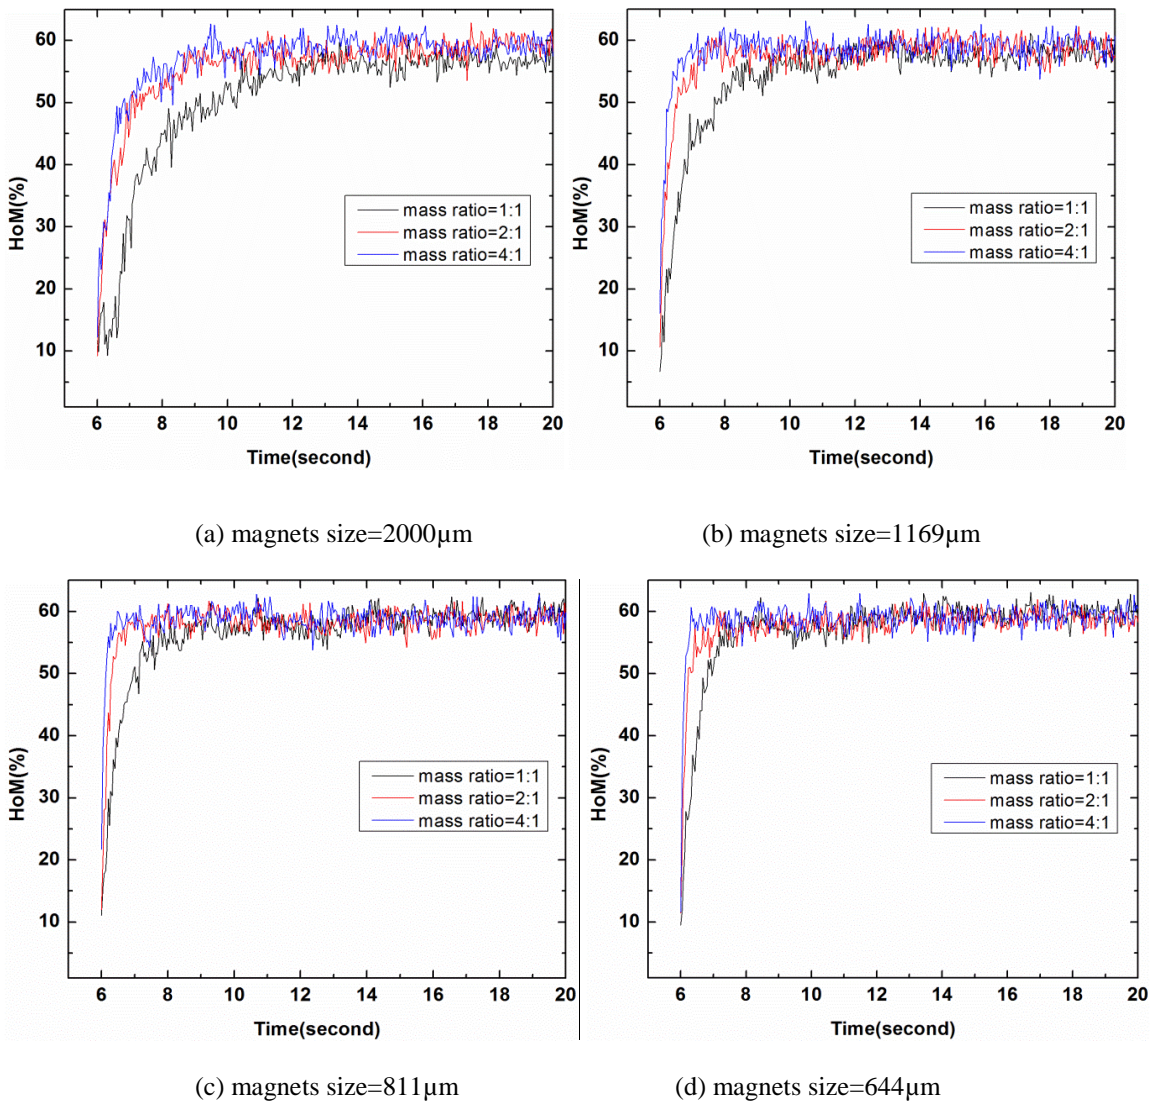 60
50
40
30
20
10
HoM(%)
mass ratio=1:1
mass ratio=2:1
mass ratio=4:1
6 8 10 12 14 16 18 20
Time(second)
(a) magnets size=2000µm
60
50
40
30
20
10
HoM(%)
mass ratio=1:1
mass ratio=2:1
mass ratio=4:1
6 8 10 12 14 16 18 20
Time(second)
(b) magnets size=1169µm
60
50
40
30
20
10
HoM(%)
mass ratio=1:1
mass ratio=2:1
mass ratio=4:1
6 8 10 12 14 16 18 20
Time(second)
(c) magnets size=811µm
60
50
40
30
20
10
HoM(%)
mass ratio=1:1
mass ratio=2:1
mass ratio=4:1
6 8 10 12 14 16 18 20
Time(second)
(d) magnets size=644µm